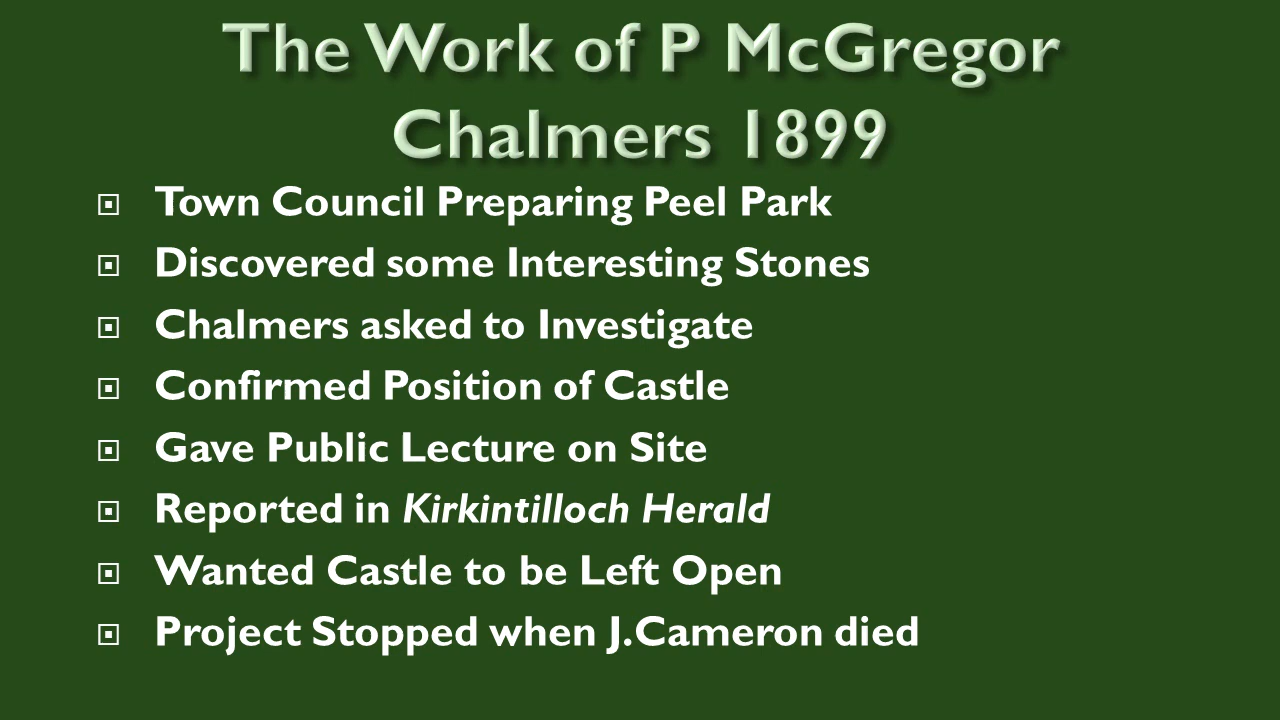 The Work of P McGregor
Chalmers 1899
Town Council Preparing Peel Park
Discovered some Interesting Stones
Chalmers asked to Investigate
Confirmed Position of Castle
Gave Public Lecture on Site
Reported in Kirkintilloch Herald
Wanted Castle to be Left Open
Project Stopped when J.Cameron died